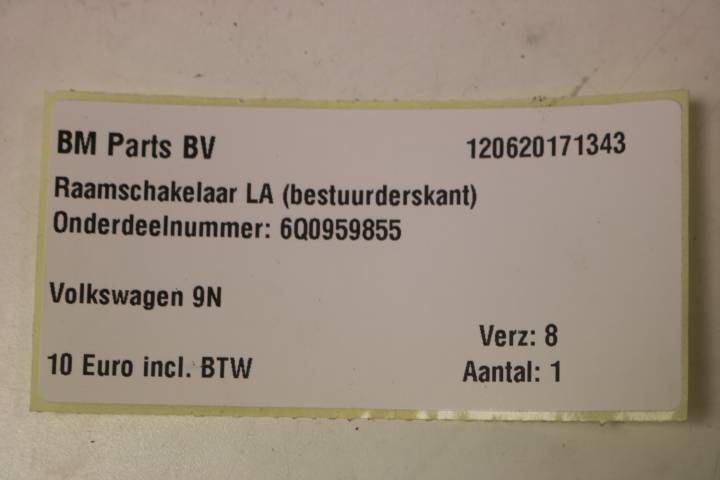 BM Parts BV 120620171343
Raamschakelaar LA (bestuurderskant)
Onderdeelnummer: 6Q0959855
Volkswagen 9N
Verz: 8
10 Euro incl. BTW Aantal: 1